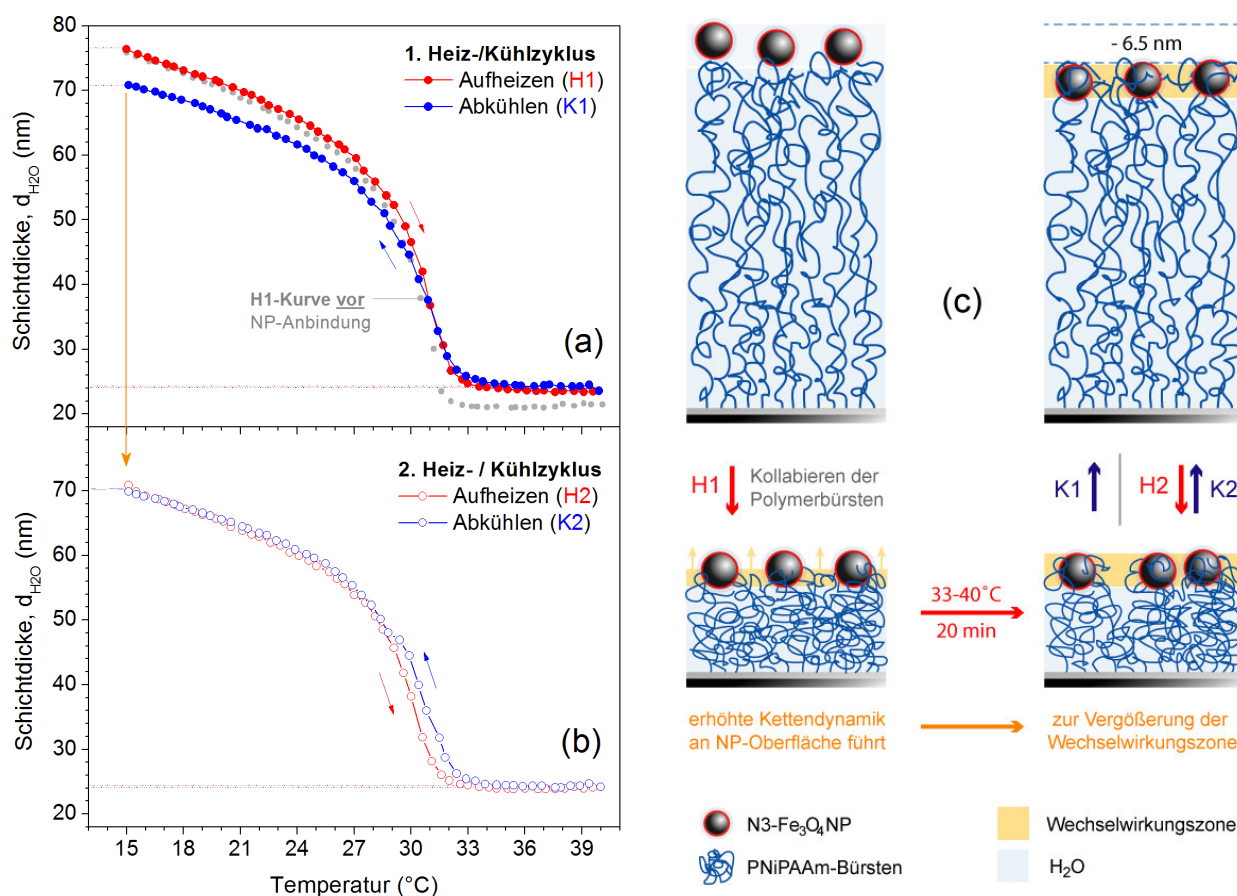 80
70
60
50
40
30
20
Schichtdicke, d_H2O (nm)
1. Heiz-/Kühlzyklus
Aufheizen (H1)
Abkühlen (K1)
H1-Kurve vor
NP-Anbindung
(a)
70
60
50
40
30
20
Schichtdicke, d_H2O (nm)
2. Heiz- / Kühlzyklus
Aufheizen (H2)
Abkühlen (K2)
(b)
15 18 21 24 27 30 33 36 39
Temperatur (°C)
- 6.5 nm
(c)
H1
Kollabieren der
Polymerbürsten
K1
H2
K2
33-40°C
20 min
erhöhte Kettendynamik
an NP-Oberfläche führt
zur Vergößerung der
Wechselwirkungszone
N3-Fe₃O₄NP
Wechselwirkungszone
PNiPAAm-Bürsten
H₂O